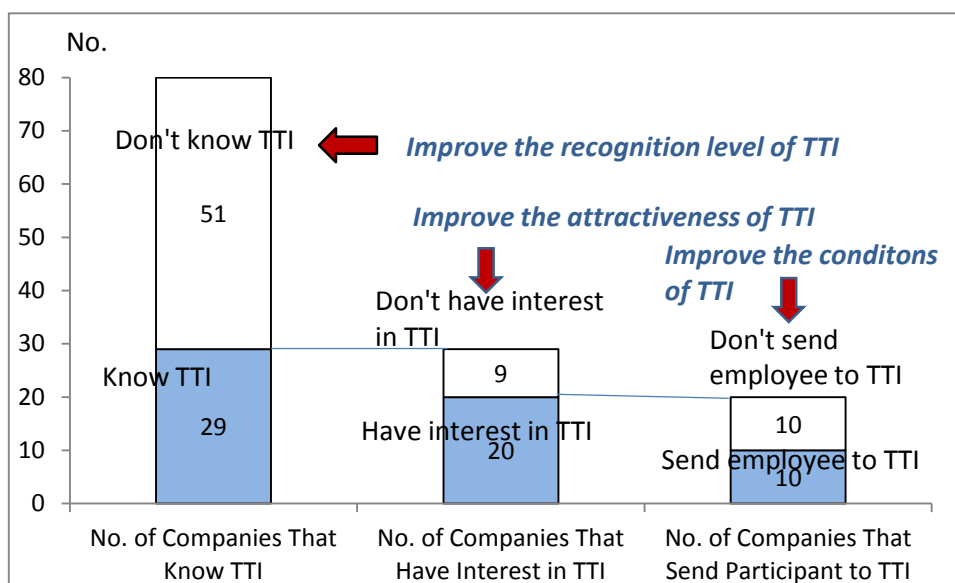 No.
80
70
60
50
40
30
20
10
0
Don't know TTI
51
Know TTI
29
Improve the recognition level of TTI
Improve the attractiveness of TTI
Improve the conditons
of TTI
Don't have interest
in TTI
9
Have interest in TTI
20
Don't send
employee to TTI
10
Send employee to TTI
10
No. of Companies That
Know TTI
No. of Companies That
Have Interest in TTI
No. of Companies That
Send Participant to TTI